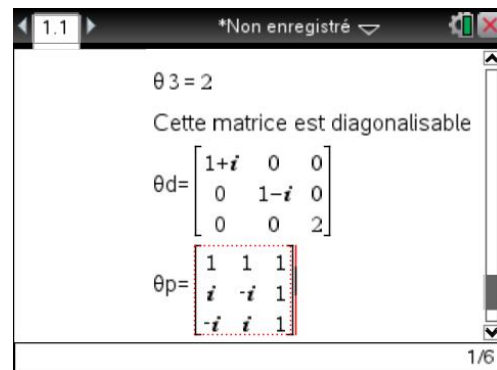 1.1 *Non enregistré
θ3=2
Cette matrice est diagonalisable
θd=[1+i 0 0
0 1-i 0
0 0 2]
θp=[1 1 1
i -i 1
-i i 1]
1/6